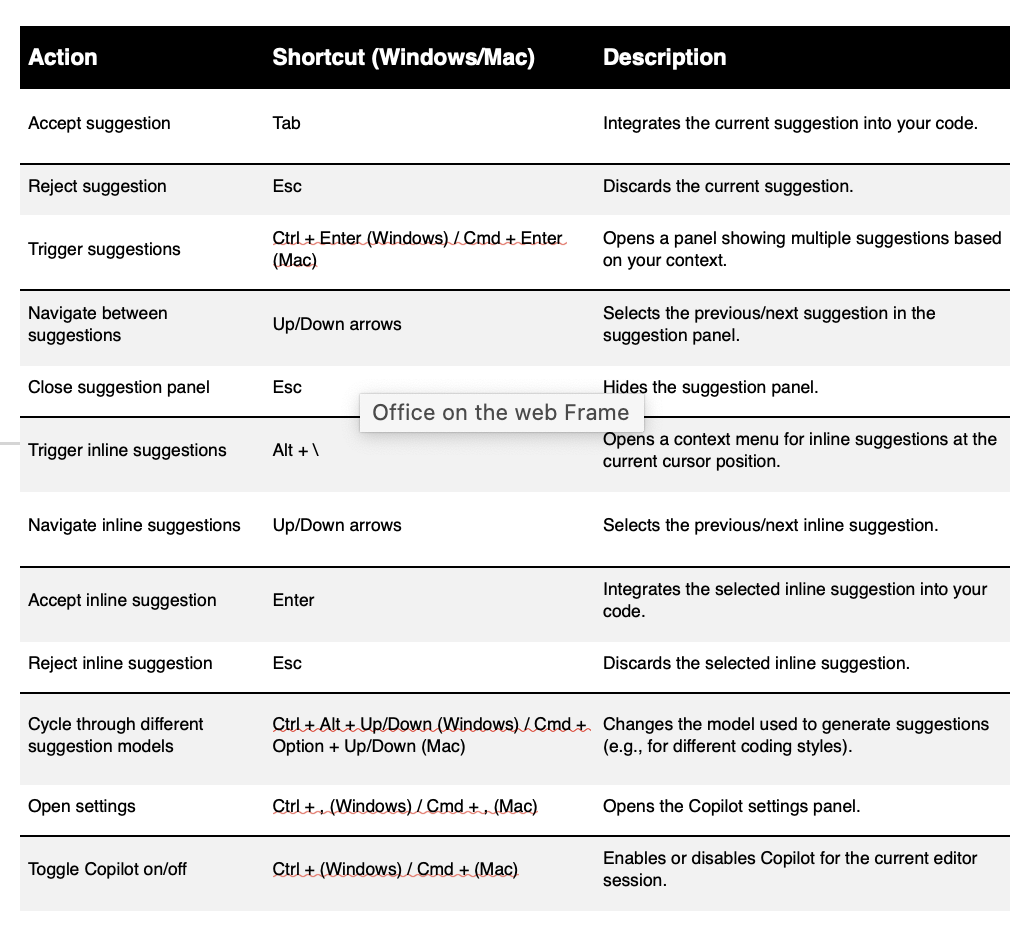 Action Shortcut (Windows/Mac) Description
Accept suggestion Tab Integrates the current suggestion into your code.
Reject suggestion Esc Discards the current suggestion.
Trigger suggestions
Ctrl + Enter (Windows) / Cmd + Enter
(Mac)
Opens a panel showing multiple suggestions based
on your context.
Navigate between
suggestions
Up/Down arrows
Selects the previous/next suggestion in the
suggestion panel.
Close suggestion panel Esc Hides the suggestion panel.
Office on the web Frame
Trigger inline suggestions Alt + \
Opens a context menu for inline suggestions at the
current cursor position.
Navigate inline suggestions Up/Down arrows Selects the previous/next inline suggestion.
Accept inline suggestion Enter
Integrates the selected inline suggestion into your
code.
Reject inline suggestion Esc Discards the selected inline suggestion.
Cycle through different
suggestion models
Ctrl + Alt + Up/Down (Windows) / Cmd +
Option + Up/Down (Mac)
Changes the model used to generate suggestions
(e.g., for different coding styles).
Open settings Ctrl + , (Windows) / Cmd + , (Mac) Opens the Copilot settings panel.
Toggle Copilot on/off Ctrl + (Windows) / Cmd + (Mac)
Enables or disables Copilot for the current editor
session.